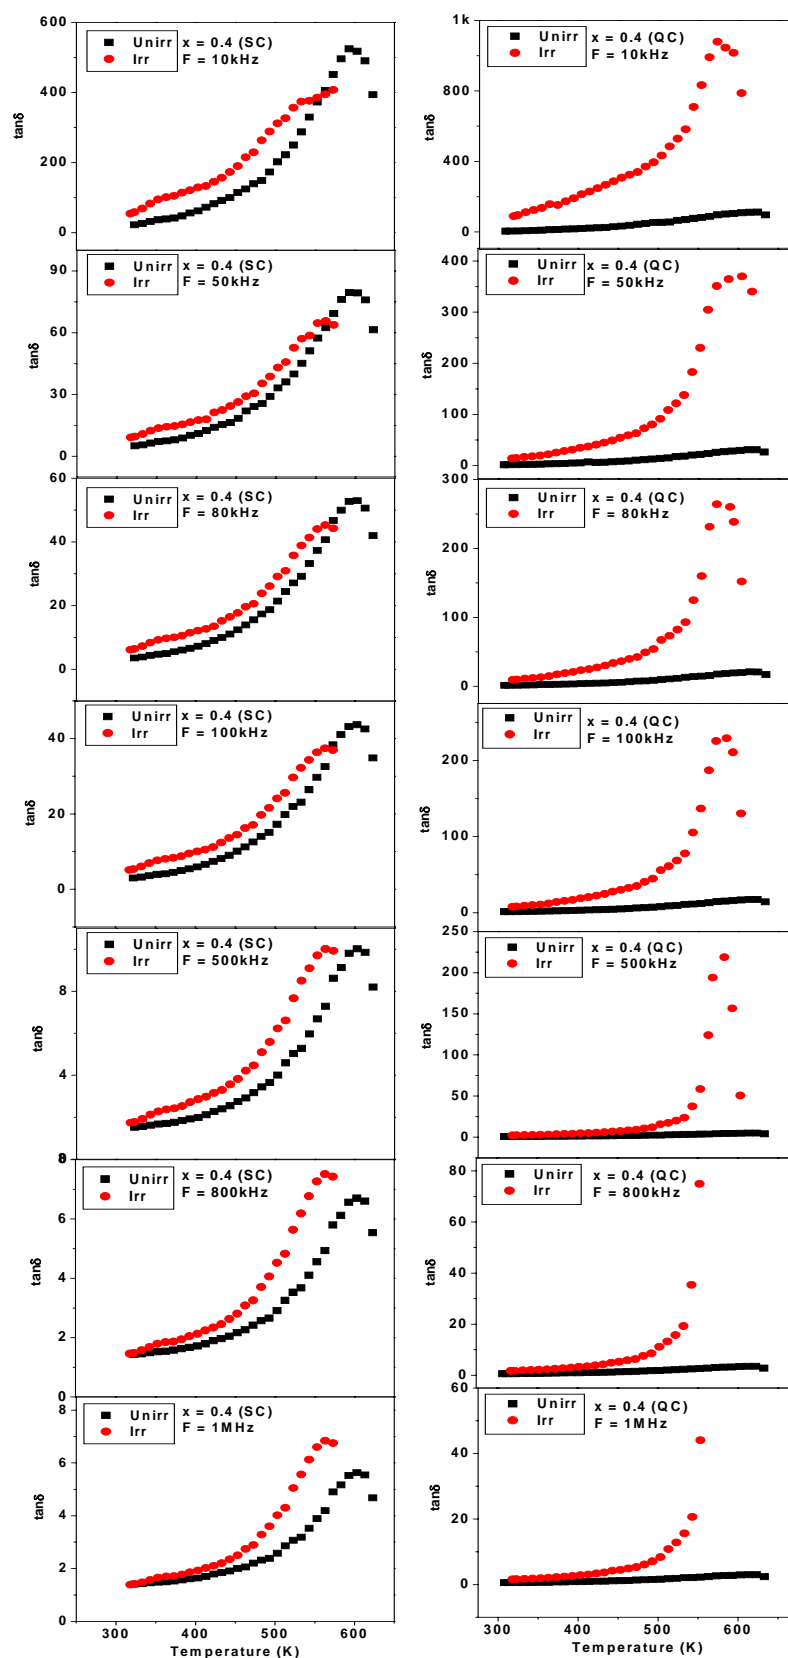 600
400
200
0
tanδ
Unirr x = 0.4 (SC)
Irr F = 10kHz
90
60
30
0
tanδ
Unirr x = 0.4 (SC)
Irr F = 50kHz
60
40
20
0
tanδ
Unirr x = 0.4 (SC)
Irr F = 80kHz
40
20
0
tanδ
Unirr x = 0.4 (SC)
Irr F = 100kHz
8
4
0
tanδ
Unirr x = 0.4 (SC)
Irr F = 500kHz
8
6
4
2
0
tanδ
Unirr x = 0.4 (SC)
Irr F = 800kHz
8
6
4
2
0
tanδ
Unirr x = 0.4 (SC)
Irr F = 1MHz
300 400 500 600
Temperature (K)
1k
800
400
0
tanδ
Unirr x = 0.4 (QC)
Irr F = 10kHz
400
300
200
100
0
tanδ
Unirr x = 0.4 (QC)
Irr F = 50kHz
300
200
100
0
tanδ
Unirr x = 0.4 (QC)
Irr F = 80kHz
200
100
0
tanδ
Unirr x = 0.4 (QC)
Irr F = 100kHz
250
200
150
100
50
0
tanδ
Unirr x = 0.4 (QC)
Irr F = 500kHz
80
60
40
20
0
tanδ
Unirr x = 0.4 (QC)
Irr F = 800kHz
60
40
20
0
tanδ
Unirr x = 0.4 (QC)
Irr F = 1MHz
300 400 500 600
Temperature (K)